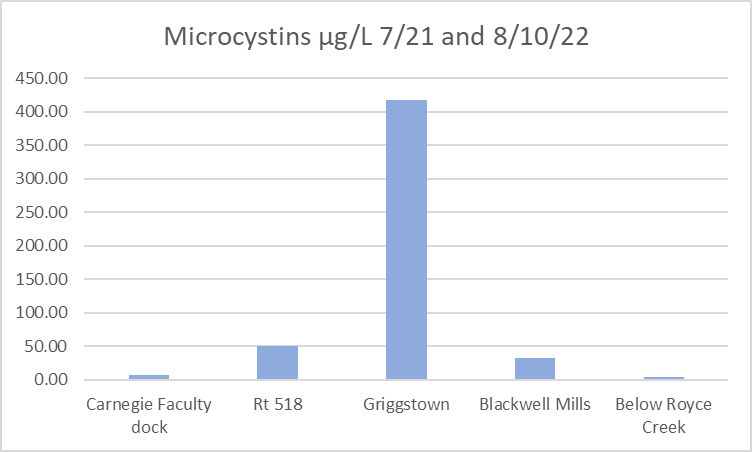 Microcystins µg/L 7/21 and 8/10/22
450.00
400.00
350.00
300.00
250.00
200.00
150.00
100.00
50.00
0.00
Carnegie Faculty
dock
Rt 518
Griggstown
Blackwell Mills
Below Royce
Creek